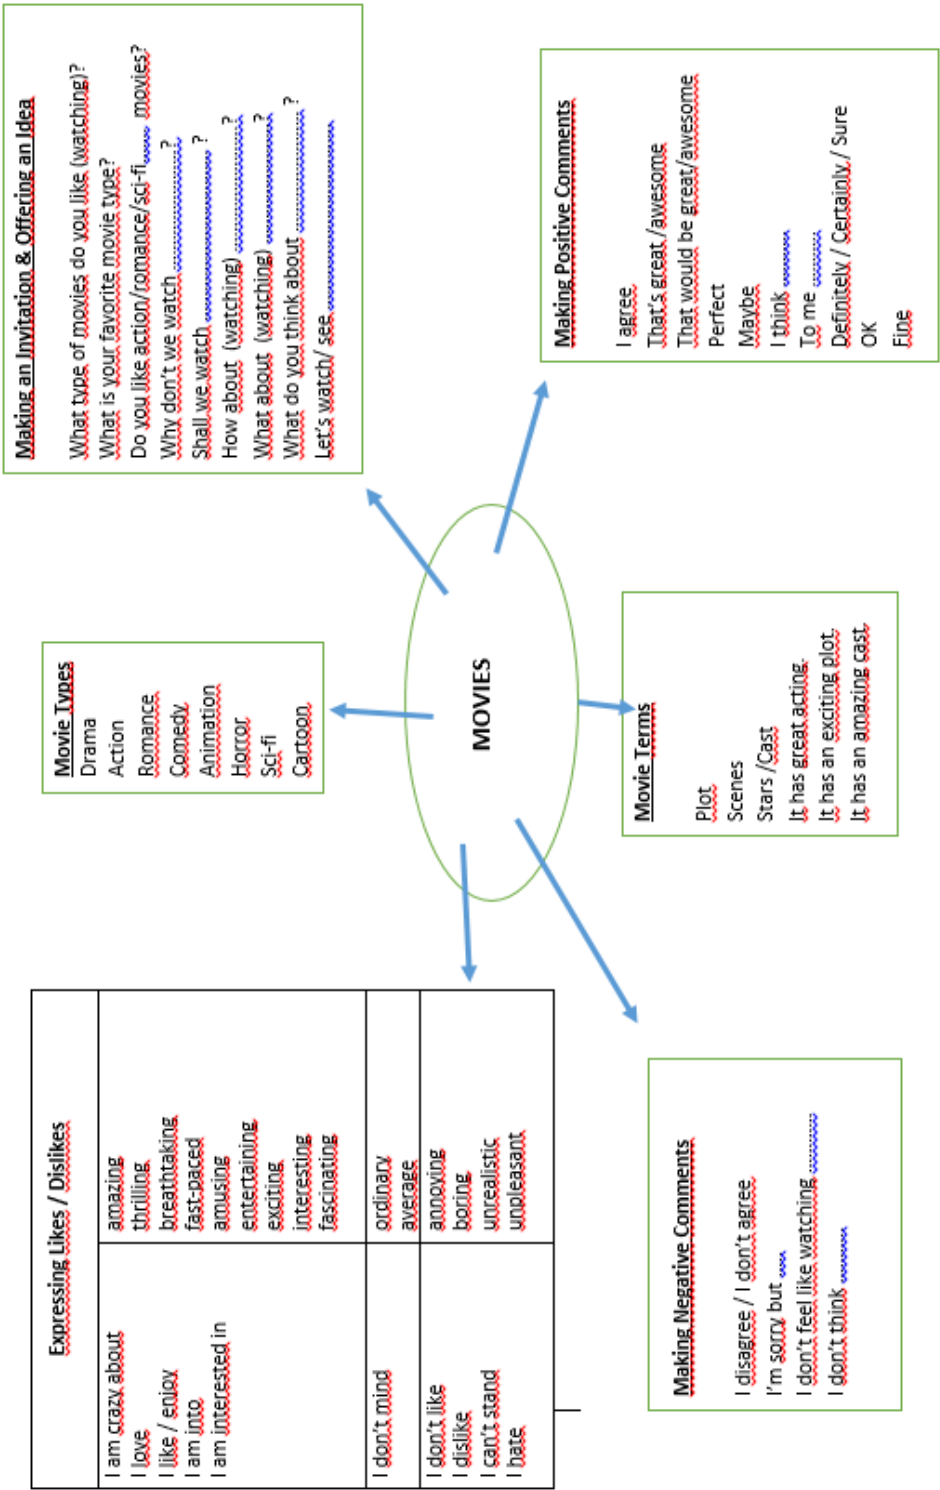 Expressing Likes / Dislikes
I am crazy about
I love
I like / enjoy
I am into
I am interested in
amazing
thrilling
breathtaking
fast-paced
amusing
entertaining
exciting
interesting
fascinating
I don't mind
ordinary
average
I don't like
I dislike
I can't stand
I hate
annoying
boring
unrealistic
unpleasant
Movie Types
Drama
Action
Romance
Comedy
Animation
Horror
Sci-fi
Cartoon
Making an Invitation & Offering an Idea
What type of movies do you like (watching)?
What is your favorite movie type?
Do you like action/romance/sci-fi..... movies?
Why don't we watch ....................?
Shall we watch .......................... ?
How about (watching) ....................?
What about (watching) ....................?
What do you think about .................. ?
Let's watch/ see ...............................
MOVIES
Making Negative Comments
I disagree / I don't agree
I'm sorry but ....
I don't feel like watching ..........
I don't think .........
Movie Terms
Plot
Scenes
Stars /Cast
It has great acting.
It has an exciting plot.
It has an amazing cast.
Making Positive Comments
I agree
That's great /awesome
That would be great/awesome
Perfect
Maybe
I think .........
To me .........
Definitely / Certainly / Sure
OK
Fine